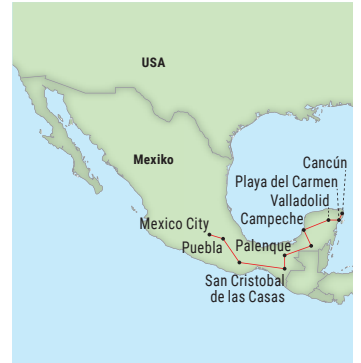 USA
Mexiko
Cancún
Playa del Carmen
Valladolid
Campeche
Mexico City
Puebla
Palenque
San Cristobal
de las Casas